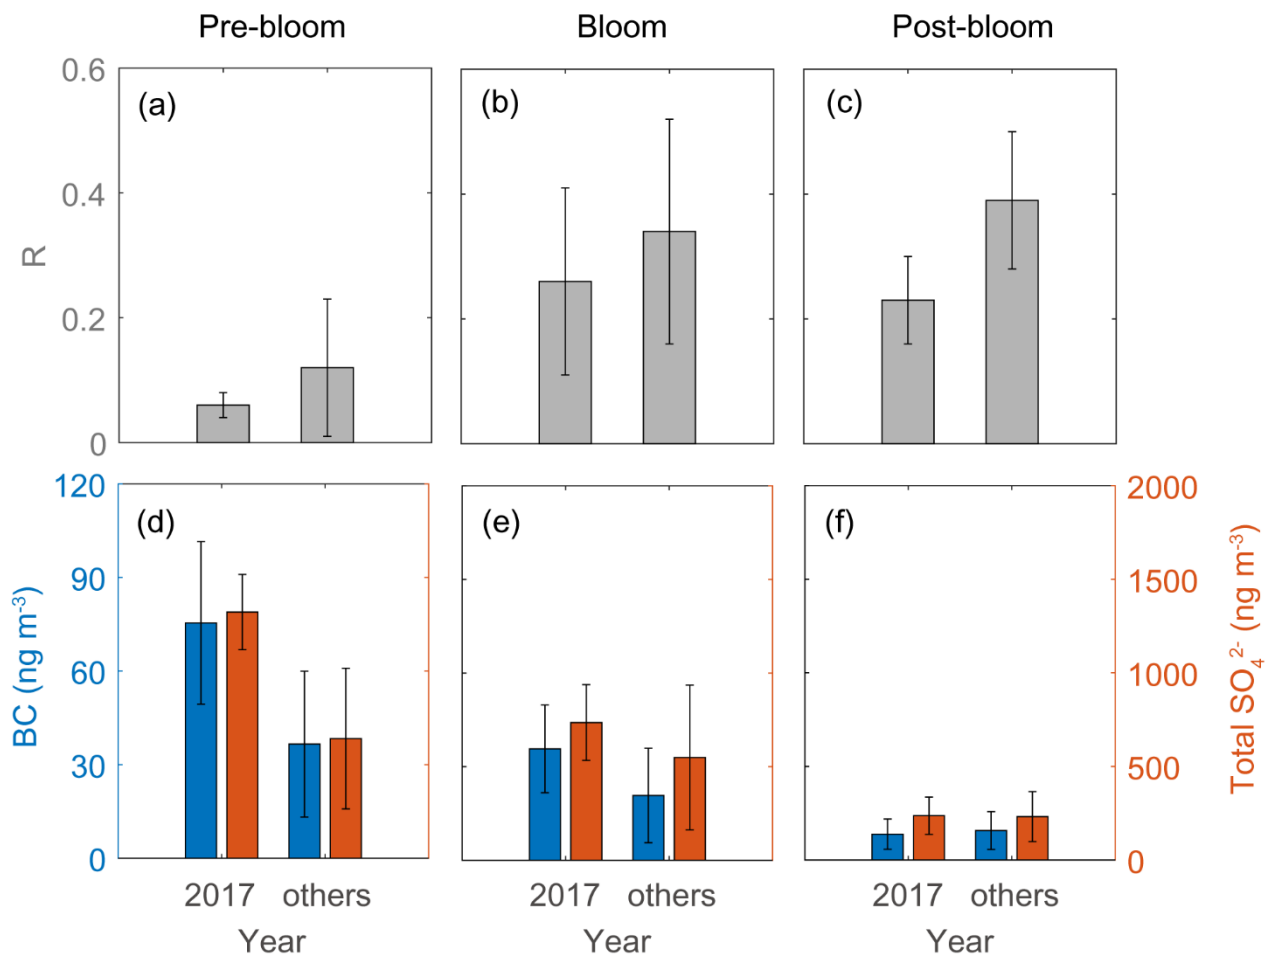 Pre-bloom Bloom Post-bloom
(a) (b) (c)
0.6
0.4
0.2
0
R
(d) (e) (f)
120
90
60
30
0
BC (ng m⁻³)
2000
1500
1000
500
0
Total SO₄²⁻ (ng m⁻³)
2017 others 2017 others 2017 others
Year Year Year